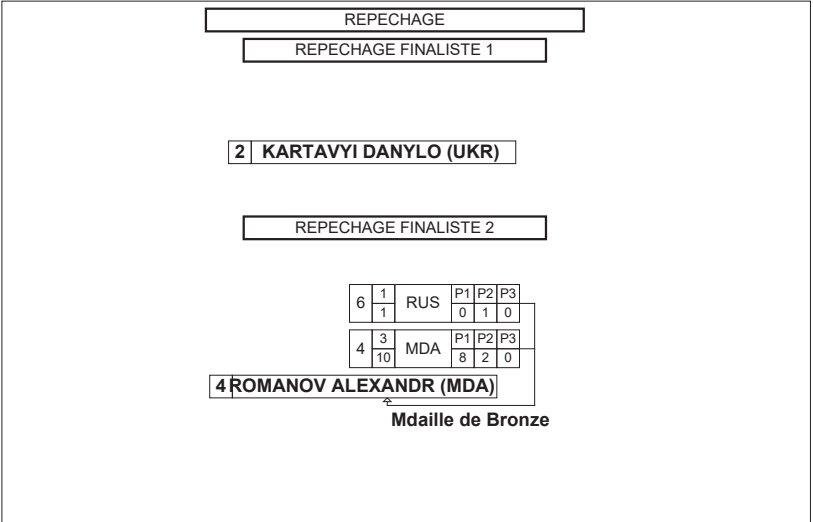 REPECHAGE
REPECHAGE FINALISTE 1
2 KARTAVYI DANYLO (UKR)
REPECHAGE FINALISTE 2
6 1 RUS P1 P2 P3
1 0 1 0
4 3 MDA P1 P2 P3
10 8 2 0
4 ROMANOV ALEXANDR (MDA)
Mdaille de Bronze